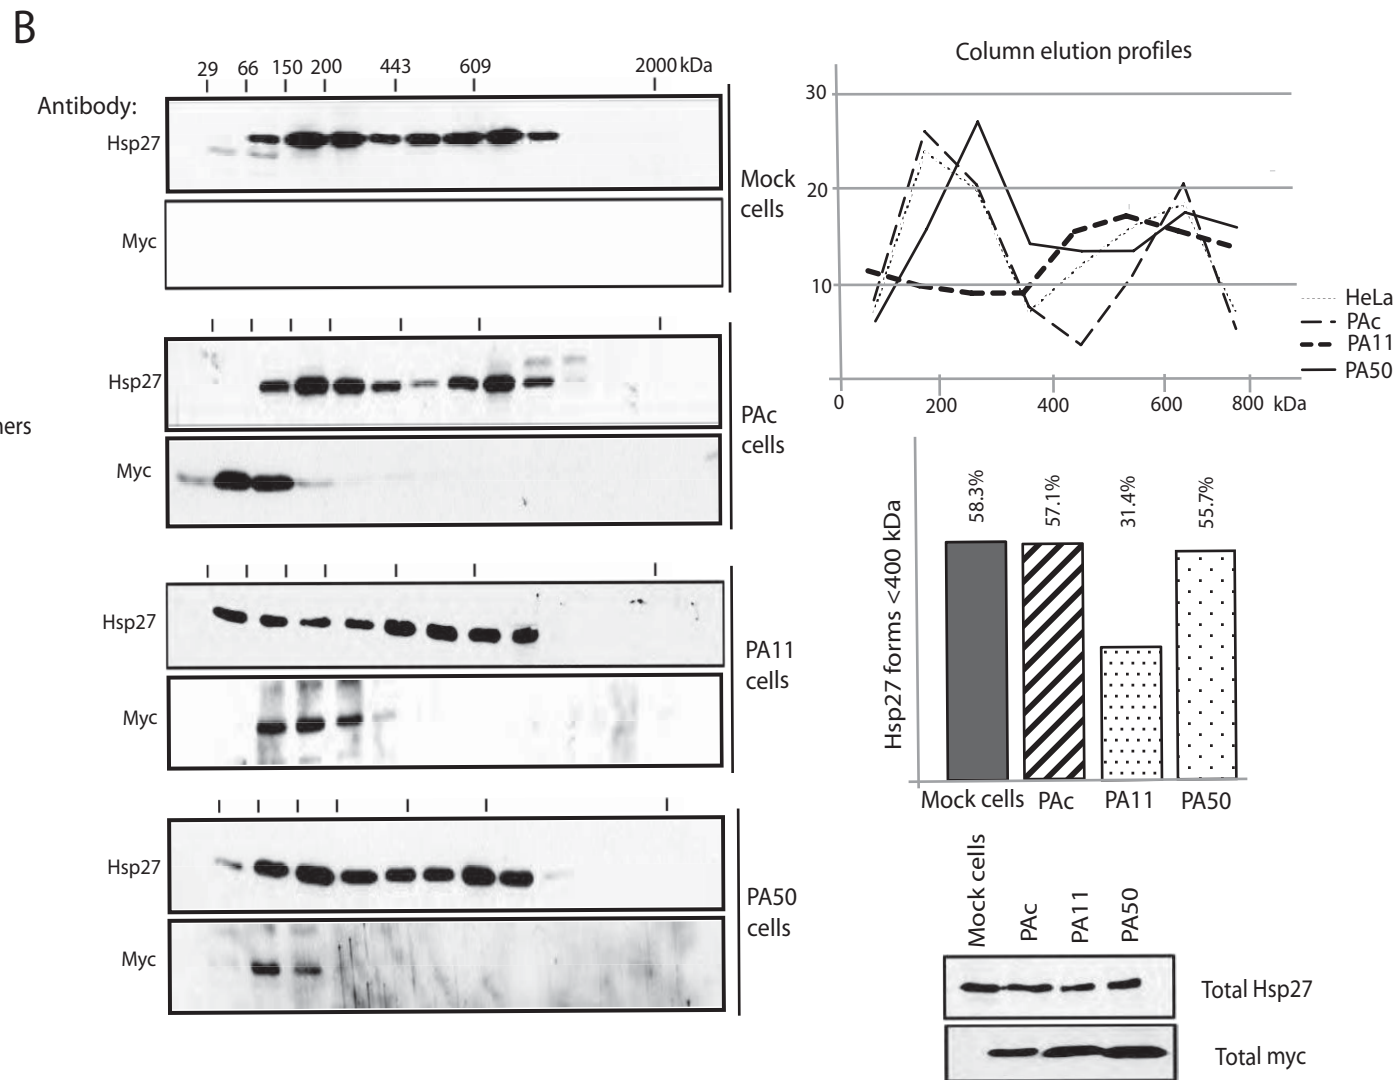 B
29 66 150 200 443 609 2000 kDa
Antibody:
Hsp27
Myc
Mock
cells
Hsp27
Myc
PAc
cells
ners
Hsp27
Myc
PA11
cells
Hsp27
Myc
PA50
cells
Column elution profiles
30
20
10
0 200 400 600 800 kDa
HeLa
PAc
PA11
PA50
Hsp27 forms <400 kDa
58.3% 57.1% 31.4% 55.7%
Mock cells PAc PA11 PA50
Mock cells PAc PA11 PA50
Total Hsp27
Total myc